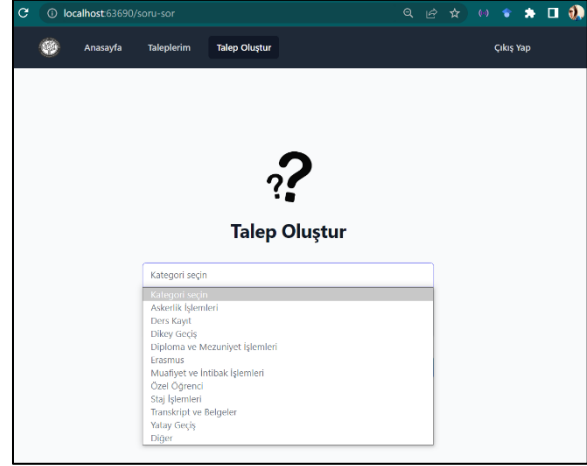 localhost:63690/soru-sor
Anasayfa Taleplerim Talep Oluştur Çıkış Yap
??
Talep Oluştur
Kategori seçin
Kategori seçin
Askerlik İşlemleri
Ders Kayıt
Dikey Geçiş
Diploma ve Mezuniyet İşlemleri
Erasmus
Muafiyet ve İntibak İşlemleri
Özel Öğrenci
Staj İşlemleri
Transkript ve Belgeler
Yatay Geçiş
Diğer